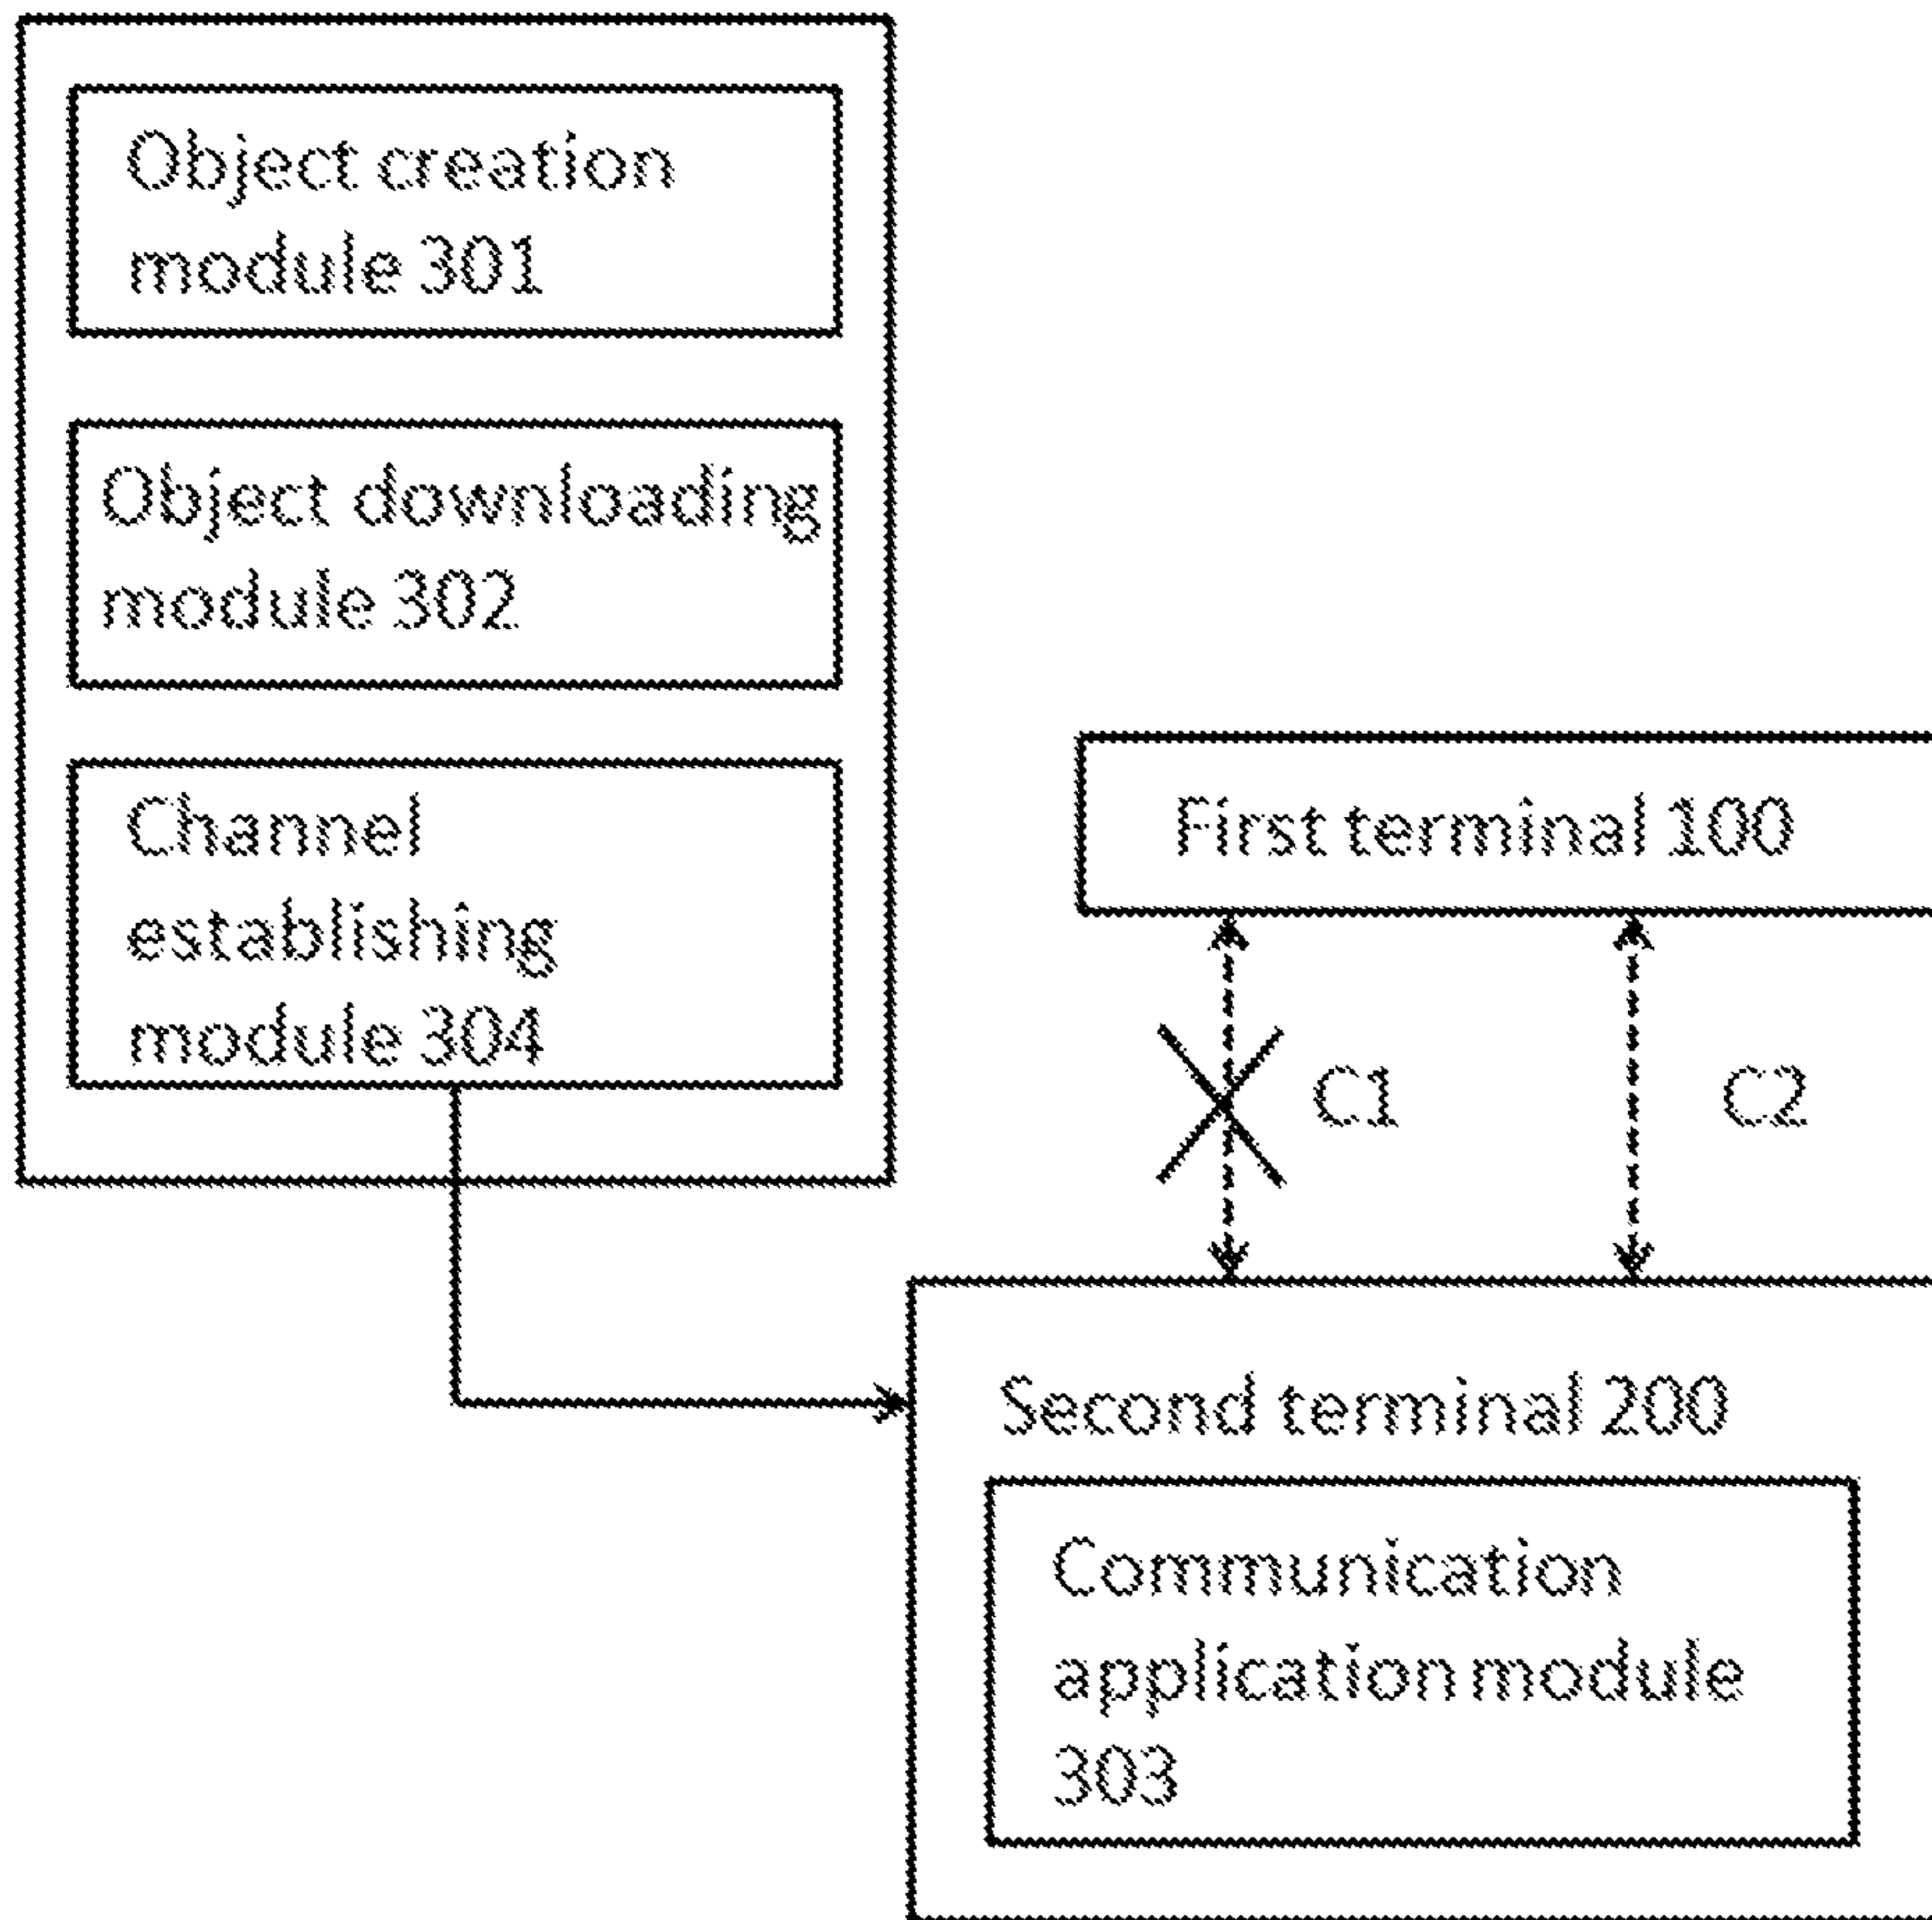 Object creation
module 301
Object downloading
module 302
Channel
establishing
module 304
First terminal 100
C1
C2
Second terminal 200
Communication
application module
303